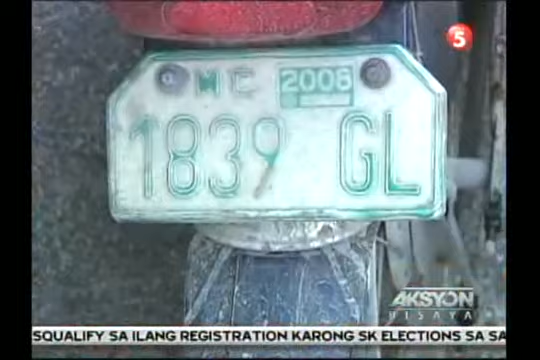 5
MC 2008
1839 GL
AKSYON
BISAYA
SQUALIFY SA ILANG REGISTRATION KARONG SK ELECTIONS SA SA